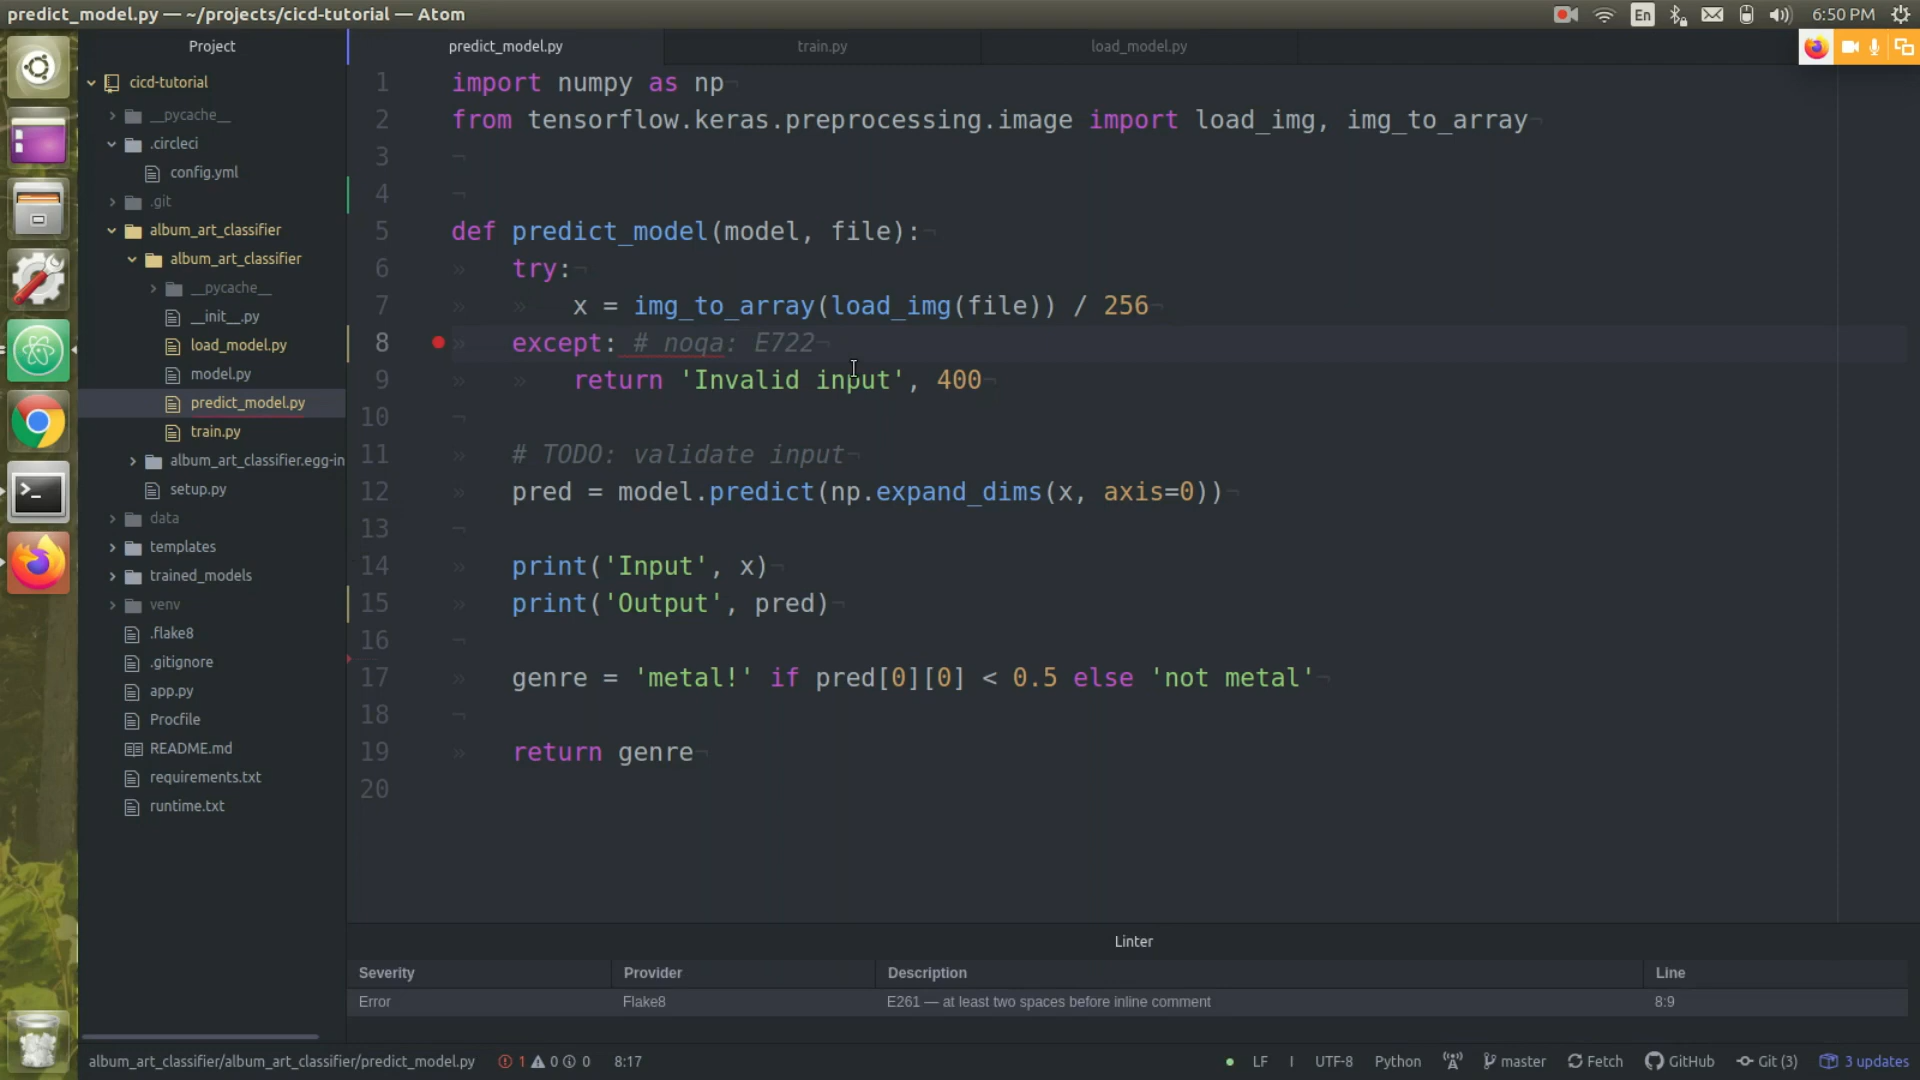 predict_model.py — ~/projects/cicd-tutorial — Atom
En
6:50 PM
Project
predict_model.py
train.py
load_model.py
cicd-tutorial
__pycache__
.circleci
config.yml
.git
album_art_classifier
album_art_classifier
__pycache__
__init__.py
load_model.py
model.py
predict_model.py
train.py
album_art_classifier.egg-in
setup.py
data
templates
trained_models
venv
.flake8
.gitignore
app.py
Procfile
README.md
requirements.txt
runtime.txt
1 import numpy as np¬
2 from tensorflow.keras.preprocessing.image import load_img, img_to_array¬
3 ¬
4 ¬
5 def predict_model(model, file):¬
6 » try:¬
7 » » x = img_to_array(load_img(file)) / 256¬
8 » except: # noqa: E722¬
9 » » return 'Invalid input', 400¬
10 ¬
11 » # TODO: validate input¬
12 » pred = model.predict(np.expand_dims(x, axis=0))¬
13 ¬
14 » print('Input', x)¬
15 » print('Output', pred)¬
16 ¬
17 » genre = 'metal!' if pred[0][0] < 0.5 else 'not metal'¬
18 ¬
19 » return genre¬
20
Linter
Severity Provider Description Line
Error Flake8 E261 — at least two spaces before inline comment 8:9
album_art_classifier/album_art_classifier/predict_model.py 1 0 0 8:17 LF UTF-8 Python master Fetch GitHub Git (3) 3 updates